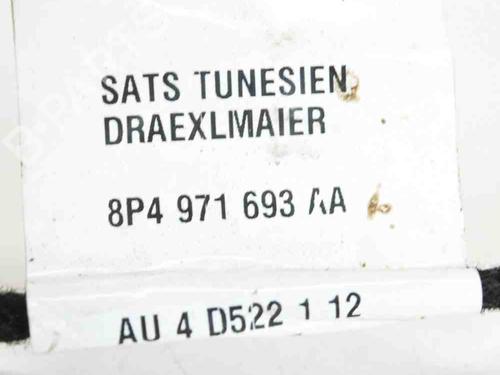 SATS TUNESIEN
DRAEXLMAIER
8P4 971 693 AA
AU 4 D522 1 12